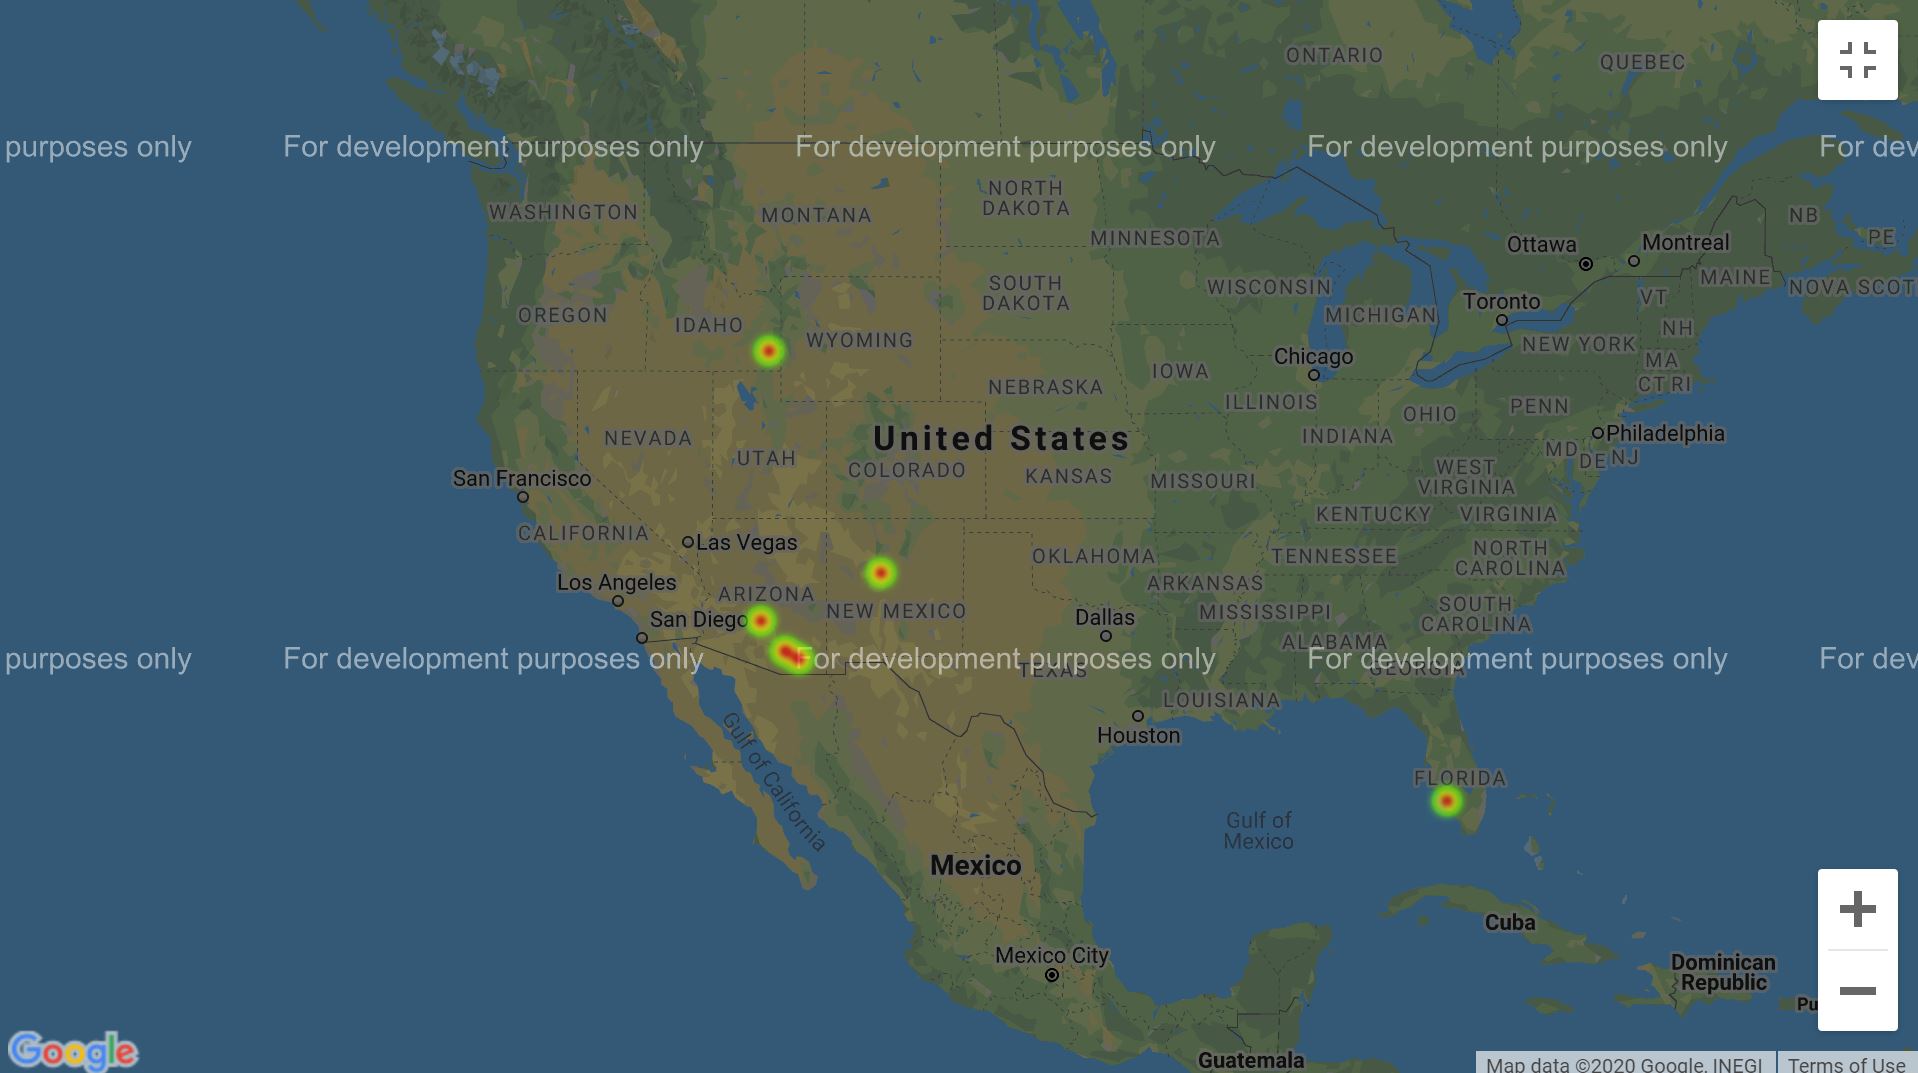 ONTARIO
QUEBEC
purposes only
For development purposes only
For development purposes only
For development purposes only
For dev
NORTH
DAKOTA
WASHINGTON
MONTANA
NB
MINNESOTA
Ottawa
Montreal
PE
SOUTH
DAKOTA
WISCONSIN
MAINE
NOVA SCOT
VT
OREGON
IDAHO
WYOMING
MICHIGAN
Toronto
NH
NEW YORK
Chicago
MA
IOWA
NEBRASKA
CT RI
ILLINOIS
OHIO
PENN
NEVADA
United States
INDIANA
Philadelphia
UTAH
COLORADO
KANSAS
MD
DE
NJ
San Francisco
MISSOURI
WEST
VIRGINIA
CALIFORNIA
KENTUCKY
VIRGINIA
Las Vegas
OKLAHOMA
TENNESSEE
NORTH
CAROLINA
Los Angeles
ARIZONA
ARKANSAS
NEW MEXICO
MISSISSIPPI
SOUTH
CAROLINA
San Diego
Dallas
ALABAMA
purposes only
For development purposes only
For development purposes only
For development purposes only
For dev
TEXAS
GEORGIA
LOUISIANA
Houston
Gulf of California
FLORIDA
Gulf of
Mexico
Mexico
Cuba
Mexico City
Dominican
Republic
Pu
Google
Guatemala
Map data ©2020 Google, INEGI
Terms of Use